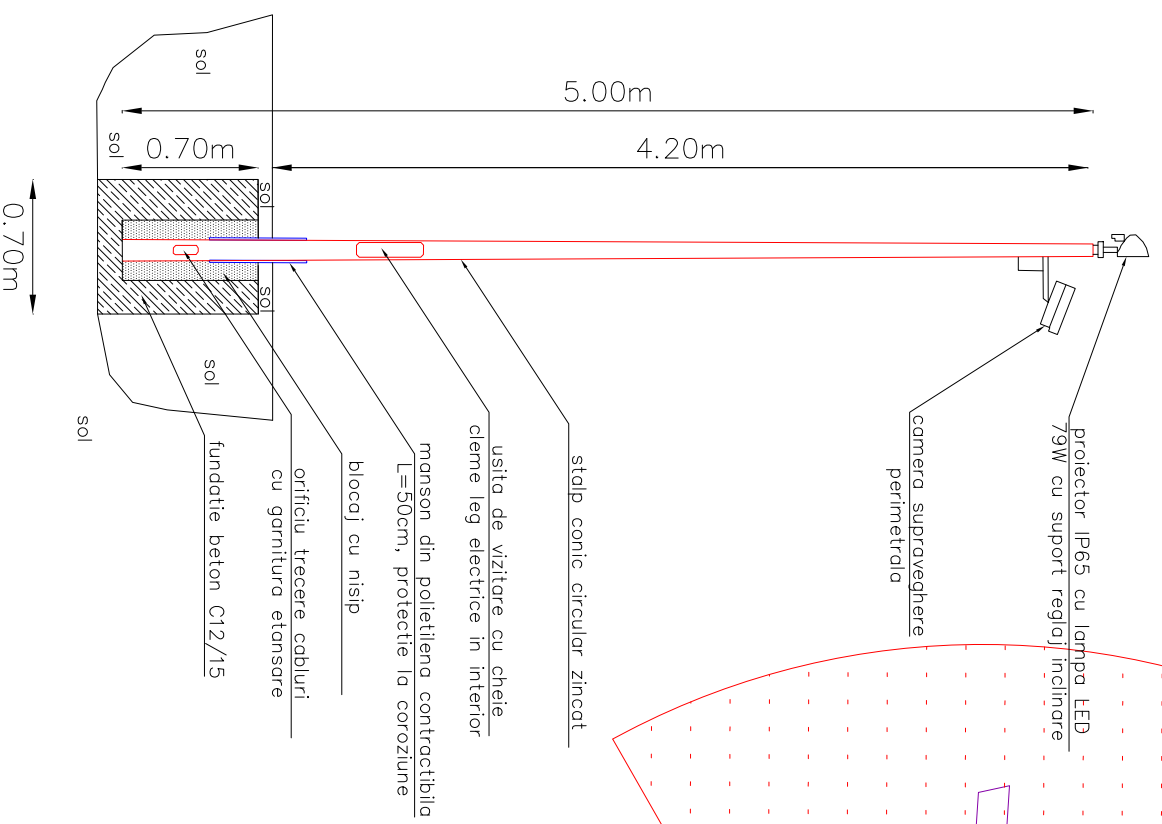 sol
5.00m
sol
0.70m
4.20m
sol
0.70m
sol
sol
sol
proiector IP65 cu lampa LED
79W cu suport reglaj inclinare
camera supraveghere
perimetrala
stalp conic circular zincat
usita de vizitare cu cheie
cleme leg electrice in interior
manson din polietilena contractibila
L=50cm, protectie la coroziune
blocaj cu nisip
orificiu trecere cabluri
cu garnitura etansare
fundatie beton C12/15
sol